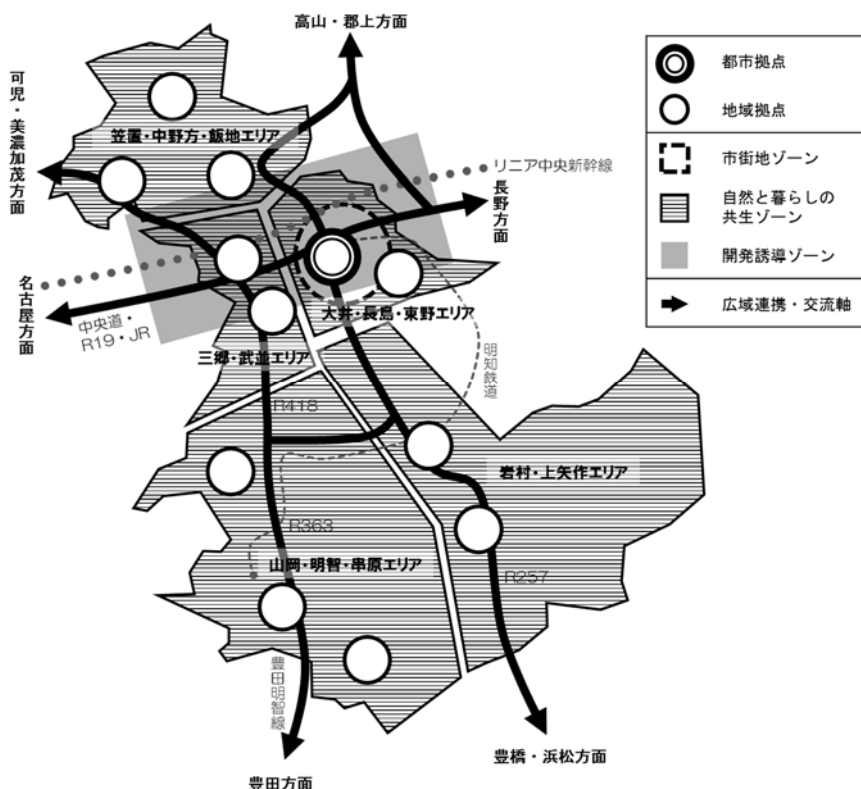 高山・郡上方面
可児・美濃加茂方面
笠置・中野方・飯地エリア
リニア中央新幹線
長野方面
名古屋方面
中央道・
R19・JR
大井・長島・東野エリア
三郷・武並エリア
明知鉄道
R418
岩村・上矢作エリア
R363
山岡・明智・串原エリア
R257
豊田明智線
豊橋・浜松方面
豊田方面
都市拠点
地域拠点
市街地ゾーン
自然と暮らしの
共生ゾーン
開発誘導ゾーン
広域連携・交流軸